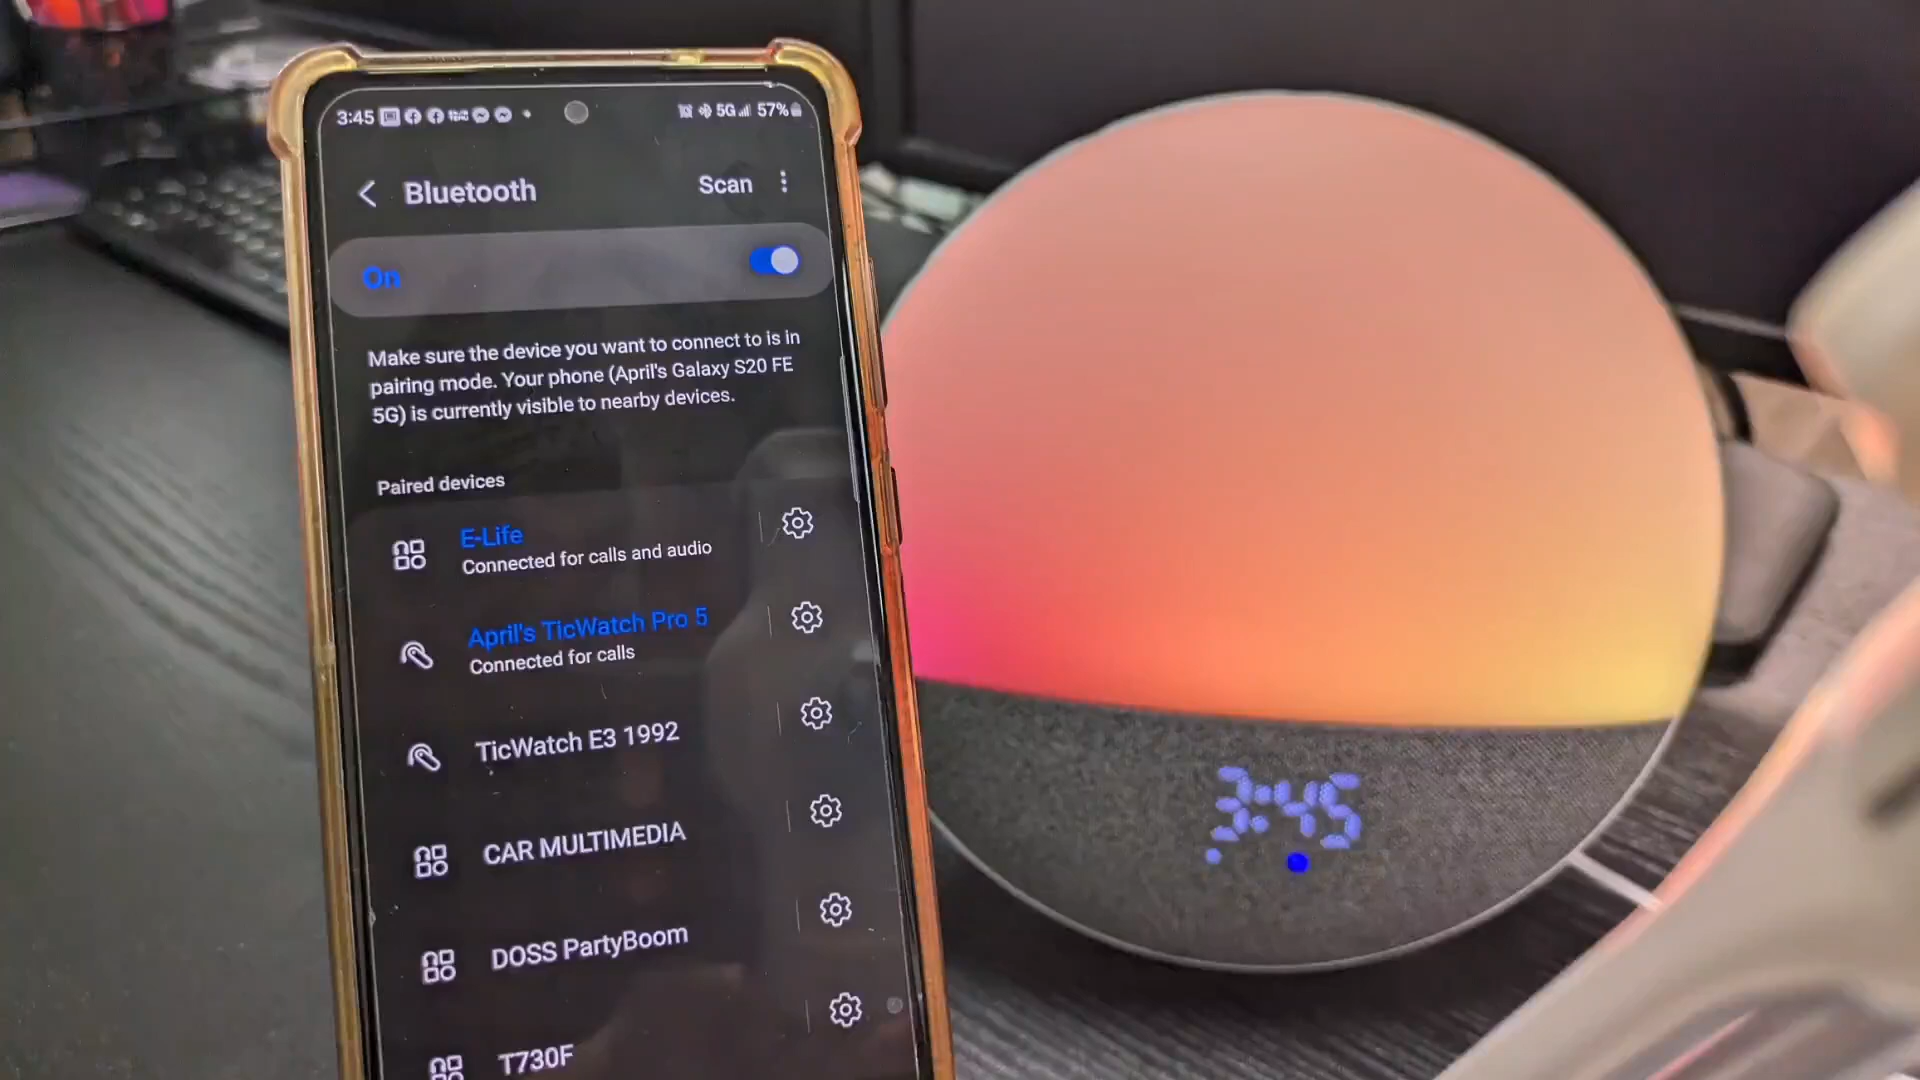 3:45
5G 57%
Bluetooth
Scan
On
Make sure the device you want to connect to is in
pairing mode. Your phone (April's Galaxy S20 FE
5G) is currently visible to nearby devices.
Paired devices
E-Life
Connected for calls and audio
April's TicWatch Pro 5
Connected for calls
TicWatch E3 1992
CAR MULTIMEDIA
DOSS PartyBoom
T730F
3:45